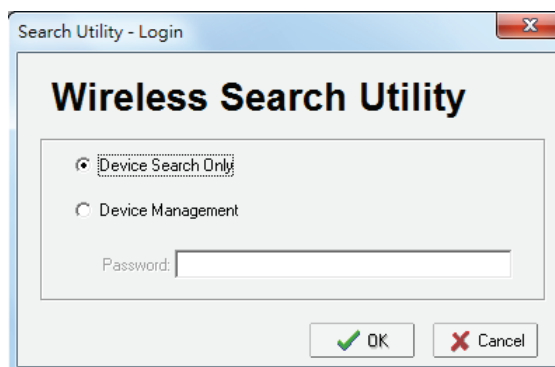 Search Utility - Login
Wireless Search Utility
Device Search Only
Device Management
Password:
OK Cancel